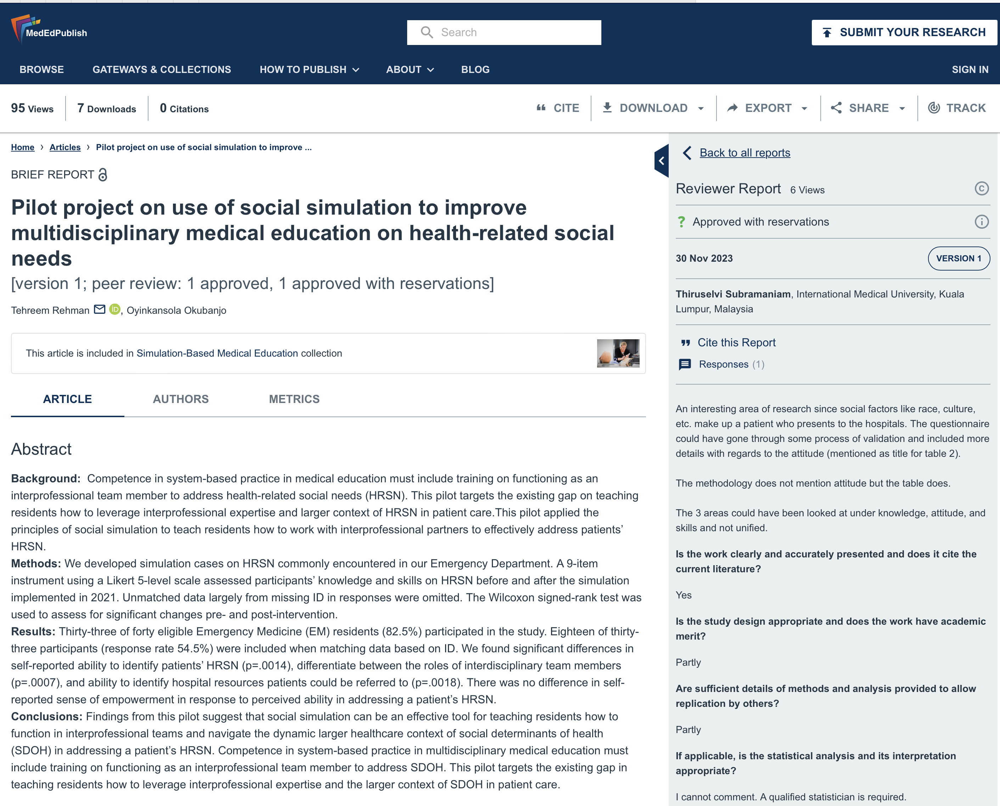 MedEdPublish
Search
SUBMIT YOUR RESEARCH
BROWSE
GATEWAYS & COLLECTIONS
HOW TO PUBLISH
ABOUT
BLOG
SIGN IN
95 Views
7 Downloads
0 Citations
CITE
DOWNLOAD
EXPORT
SHARE
TRACK
Home › Articles › Pilot project on use of social simulation to improve ...
BRIEF REPORT
Pilot project on use of social simulation to improve
multidisciplinary medical education on health-related social
needs
[version 1; peer review: 1 approved, 1 approved with reservations]
Tehreem Rehman iD, Oyinkansola Okubanjo
This article is included in Simulation-Based Medical Education collection
ARTICLE
AUTHORS
METRICS
Abstract
Background: Competence in system-based practice in medical education must include training on functioning as an
interprofessional team member to address health-related social needs (HRSN). This pilot targets the existing gap on teaching
residents how to leverage interprofessional expertise and larger context of HRSN in patient care.This pilot applied the
principles of social simulation to teach residents how to work with interprofessional partners to effectively address patients’
HRSN.
Methods: We developed simulation cases on HRSN commonly encountered in our Emergency Department. A 9-item
instrument using a Likert 5-level scale assessed participants’ knowledge and skills on HRSN before and after the simulation
implemented in 2021. Unmatched data largely from missing ID in responses were omitted. The Wilcoxon signed-rank test was
used to assess for significant changes pre- and post-intervention.
Results: Thirty-three of forty eligible Emergency Medicine (EM) residents (82.5%) participated in the study. Eighteen of thirty-
three participants (response rate 54.5%) were included when matching data based on ID. We found significant differences in
self-reported ability to identify patients’ HRSN (p=.0014), differentiate between the roles of interdisciplinary team members
(p=.0007), and ability to identify hospital resources patients could be referred to (p=.0018). There was no difference in self-
reported sense of empowerment in response to perceived ability in addressing a patient’s HRSN.
Conclusions: Findings from this pilot suggest that social simulation can be an effective tool for teaching residents how to
function in interprofessional teams and navigate the dynamic larger healthcare context of social determinants of health
(SDOH) in addressing a patient’s HRSN. Competence in system-based practice in multidisciplinary medical education must
include training on functioning as an interprofessional team member to address SDOH. This pilot targets the existing gap in
teaching residents how to leverage interprofessional expertise and the larger context of SDOH in patient care.
Back to all reports
Reviewer Report 6 Views
? Approved with reservations
30 Nov 2023
VERSION 1
Thiruselvi Subramaniam, International Medical University, Kuala
Lumpur, Malaysia
Cite this Report
Responses (1)
An interesting area of research since social factors like race, culture,
etc. make up a patient who presents to the hospitals. The questionnaire
could have gone through some process of validation and included more
details with regards to the attitude (mentioned as title for table 2).
The methodology does not mention attitude but the table does.
The 3 areas could have been looked at under knowledge, attitude, and
skills and not unified.
Is the work clearly and accurately presented and does it cite the
current literature?
Yes
Is the study design appropriate and does the work have academic
merit?
Partly
Are sufficient details of methods and analysis provided to allow
replication by others?
Partly
If applicable, is the statistical analysis and its interpretation
appropriate?
I cannot comment. A qualified statistician is required.